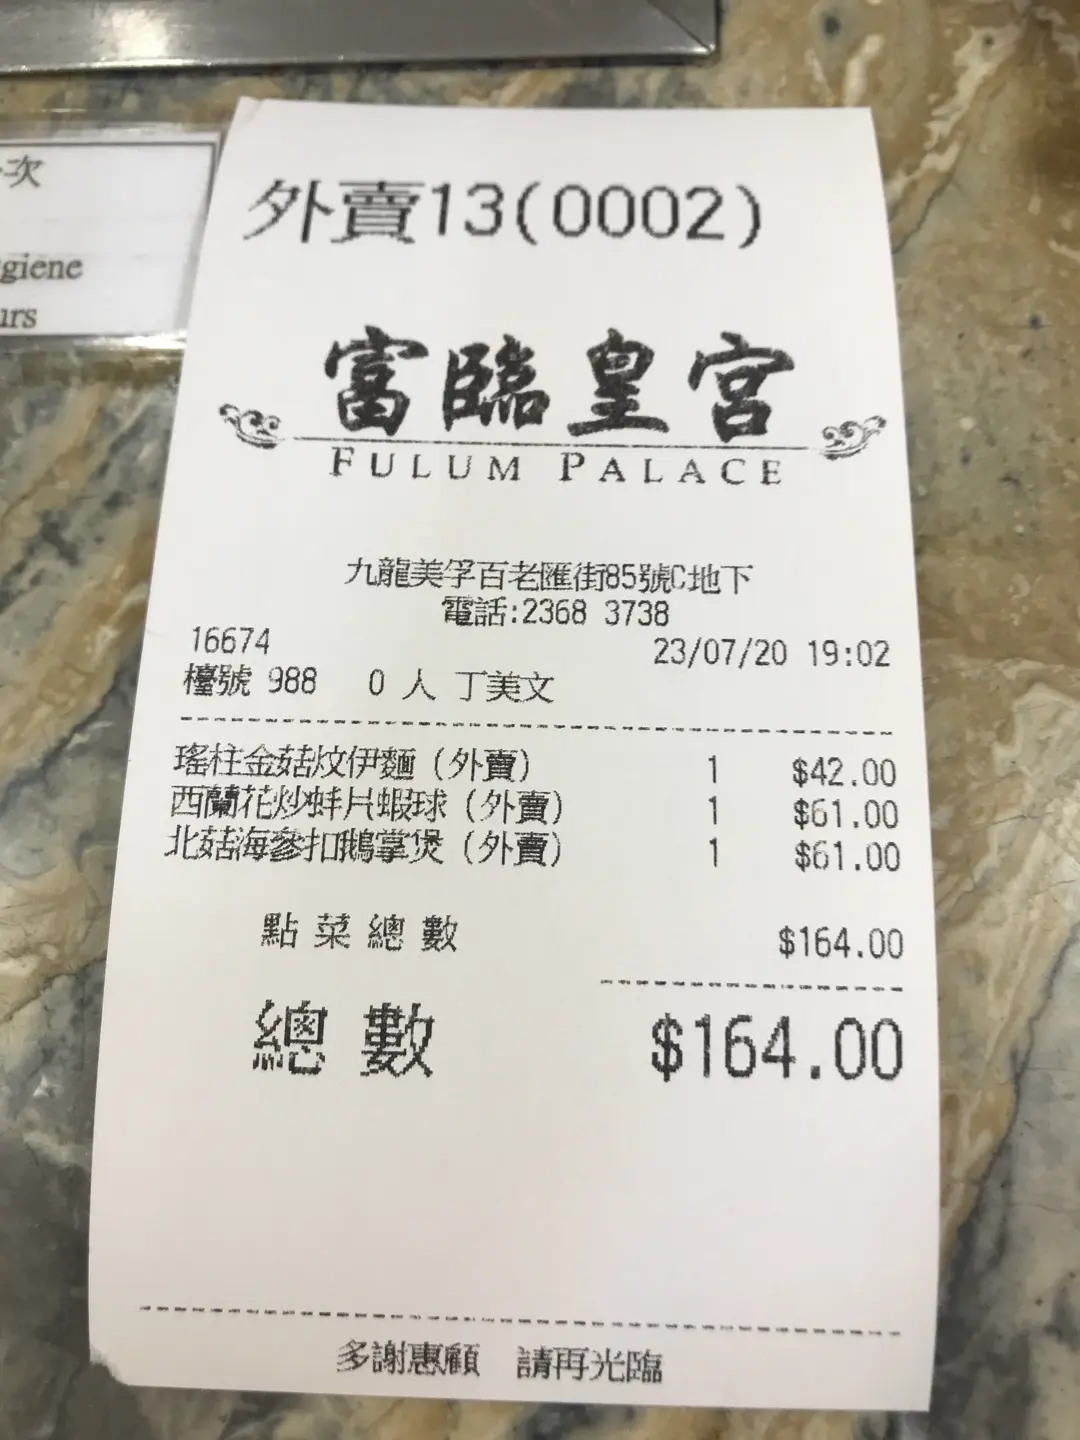 次
giene
urs
外賣13(0002)
富臨皇宮
FULUM PALACE
九龍美孚百老匯街85號C地下
電話:2368 3738
16674 23/07/20 19:02
檯號 988 0 人 丁美文
瑤柱金菇炆伊麵(外賣) 1 $42.00
西蘭花炒蚌片蝦球(外賣) 1 $61.00
北菇海參扣鵝掌煲(外賣) 1 $61.00
點菜總數 $164.00
總數 $164.00
多謝惠顧 請再光臨